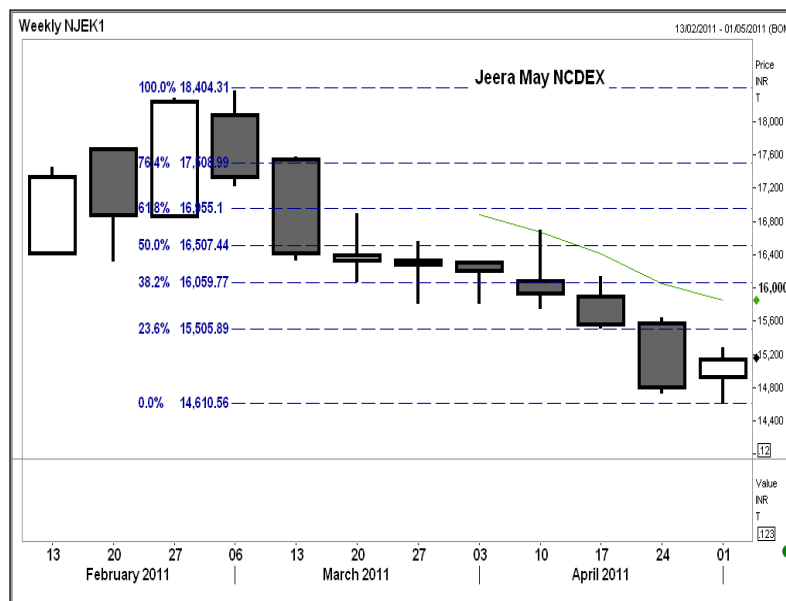 Weekly NJEK1
13/02/2011 - 01/05/2011 (BOM
Jeera May NCDEX
Price
INR
T
100.0% 18,404.31
76.4% 17,508.99
61.8% 16,955.1
50.0% 16,507.44
38.2% 16,059.77
23.6% 15,505.89
0.0% 14,610.56
18,000
17,600
17,200
16,800
16,400
16,000
15,600
15,200
14,800
14,400
.12
Value
INR
T
.123
13 20 27 06 13 20 27 03 10 17 24 01
February 2011 March 2011 April 2011